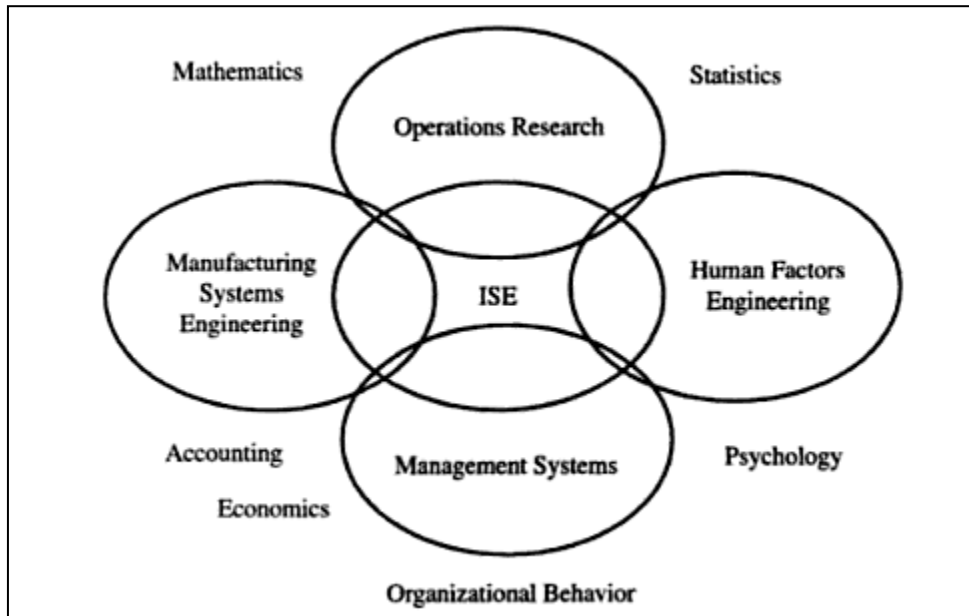 Mathematics
Statistics
Operations Research
Manufacturing
Systems
Engineering
ISE
Human Factors
Engineering
Accounting
Management Systems
Psychology
Economics
Organizational Behavior